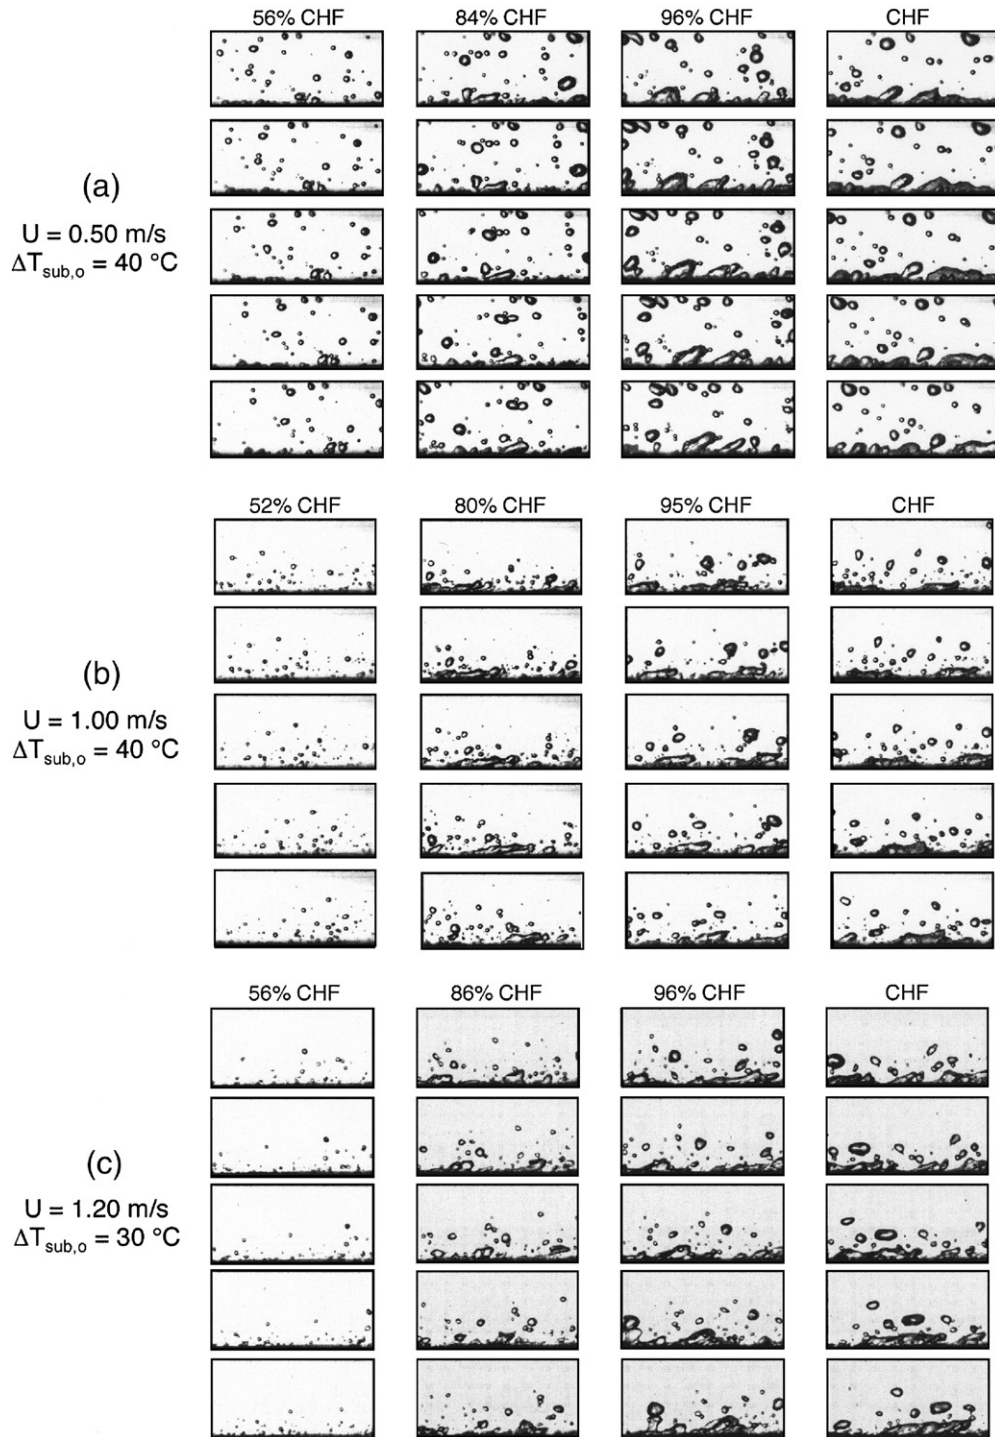 56% CHF 84% CHF 96% CHF CHF
(a)
U = 0.50 m/s
ΔTsub,o = 40 °C
52% CHF 80% CHF 95% CHF CHF
(b)
U = 1.00 m/s
ΔTsub,o = 40 °C
56% CHF 86% CHF 96% CHF CHF
(c)
U = 1.20 m/s
ΔTsub,o = 30 °C